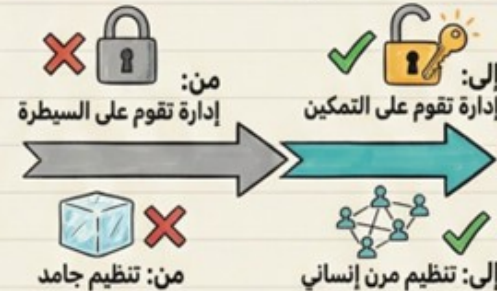 إلى:
إدارة تقوم على التمكين
من:
إدارة تقوم على السيطرة
إلى: تنظيم مرن إنساني
من: تنظيم جامد